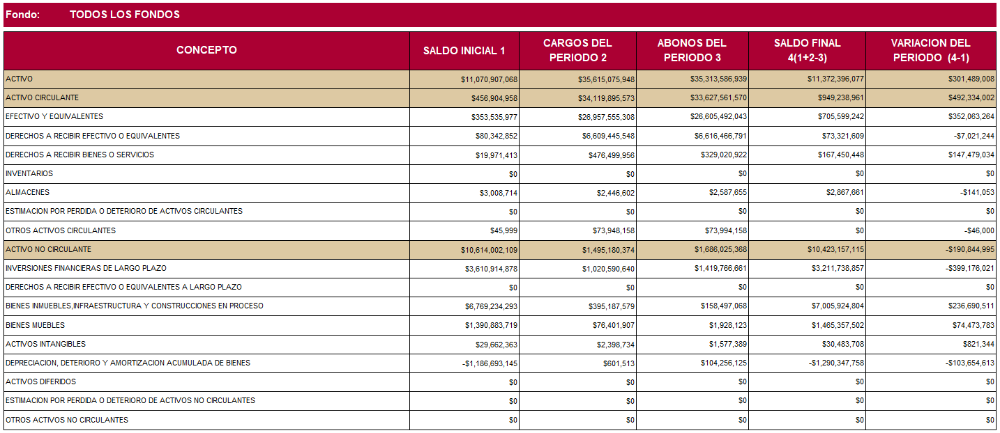 Fondo: TODOS LOS FONDOS
CONCEPTO SALDO INICIAL 1 CARGOS DEL PERIODO 2 ABONOS DEL PERIODO 3 SALDO FINAL 4(1+2-3) VARIACION DEL PERIODO (4-1)
ACTIVO $11,070,907,068 $35,615,075,948 $35,313,586,939 $11,372,396,077 $301,489,008
ACTIVO CIRCULANTE $456,904,958 $34,119,895,573 $33,627,561,570 $949,238,961 $492,334,002
EFECTIVO Y EQUIVALENTES $353,535,977 $26,957,555,308 $26,605,492,043 $705,599,242 $352,063,264
DERECHOS A RECIBIR EFECTIVO O EQUIVALENTES $80,342,852 $6,609,445,548 $6,616,466,791 $73,321,609 -$7,021,244
DERECHOS A RECIBIR BIENES O SERVICIOS $19,971,413 $476,499,956 $329,020,922 $167,450,448 $147,479,034
INVENTARIOS $0 $0 $0 $0 $0
ALMACENES $3,008,714 $2,446,602 $2,587,655 $2,867,661 -$141,053
ESTIMACION POR PERDIDA O DETERIORO DE ACTIVOS CIRCULANTES $0 $0 $0 $0 $0
OTROS ACTIVOS CIRCULANTES $45,999 $73,948,158 $73,994,158 $0 -$46,000
ACTIVO NO CIRCULANTE $10,614,002,109 $1,495,180,374 $1,686,025,368 $10,423,157,115 -$190,844,995
INVERSIONES FINANCIERAS DE LARGO PLAZO $3,610,914,878 $1,020,590,640 $1,419,766,661 $3,211,738,857 -$399,176,021
DERECHOS A RECIBIR EFECTIVO O EQUIVALENTES A LARGO PLAZO $0 $0 $0 $0 $0
BIENES INMUEBLES,INFRAESTRUCTURA Y CONSTRUCCIONES EN PROCESO $6,769,234,293 $395,187,579 $158,497,068 $7,005,924,804 $236,690,511
BIENES MUEBLES $1,390,883,719 $76,401,907 $1,928,123 $1,465,357,502 $74,473,783
ACTIVOS INTANGIBLES $29,662,363 $2,398,734 $1,577,389 $30,483,708 $821,344
DEPRECIACION, DETERIORO Y AMORTIZACION ACUMULADA DE BIENES -$1,186,693,145 $601,513 $104,256,125 -$1,290,347,758 -$103,654,613
ACTIVOS DIFERIDOS $0 $0 $0 $0 $0
ESTIMACION POR PERDIDA O DETERIORO DE ACTIVOS NO CIRCULANTES $0 $0 $0 $0 $0
OTROS ACTIVOS NO CIRCULANTES $0 $0 $0 $0 $0